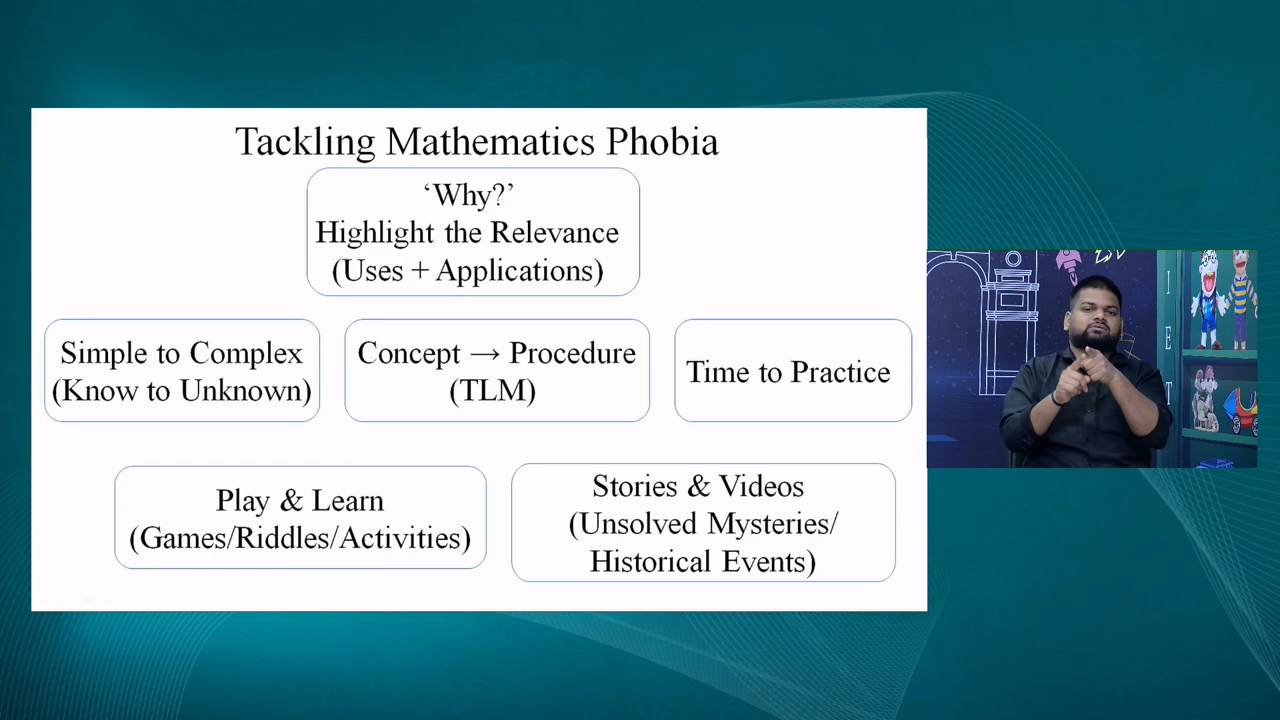 Tackling Mathematics Phobia
‘Why?’
Highlight the Relevance
(Uses + Applications)
Simple to Complex
(Know to Unknown)
Concept → Procedure
(TLM)
Time to Practice
Play & Learn
(Games/Riddles/Activities)
Stories & Videos
(Unsolved Mysteries/
Historical Events)
I
E
T